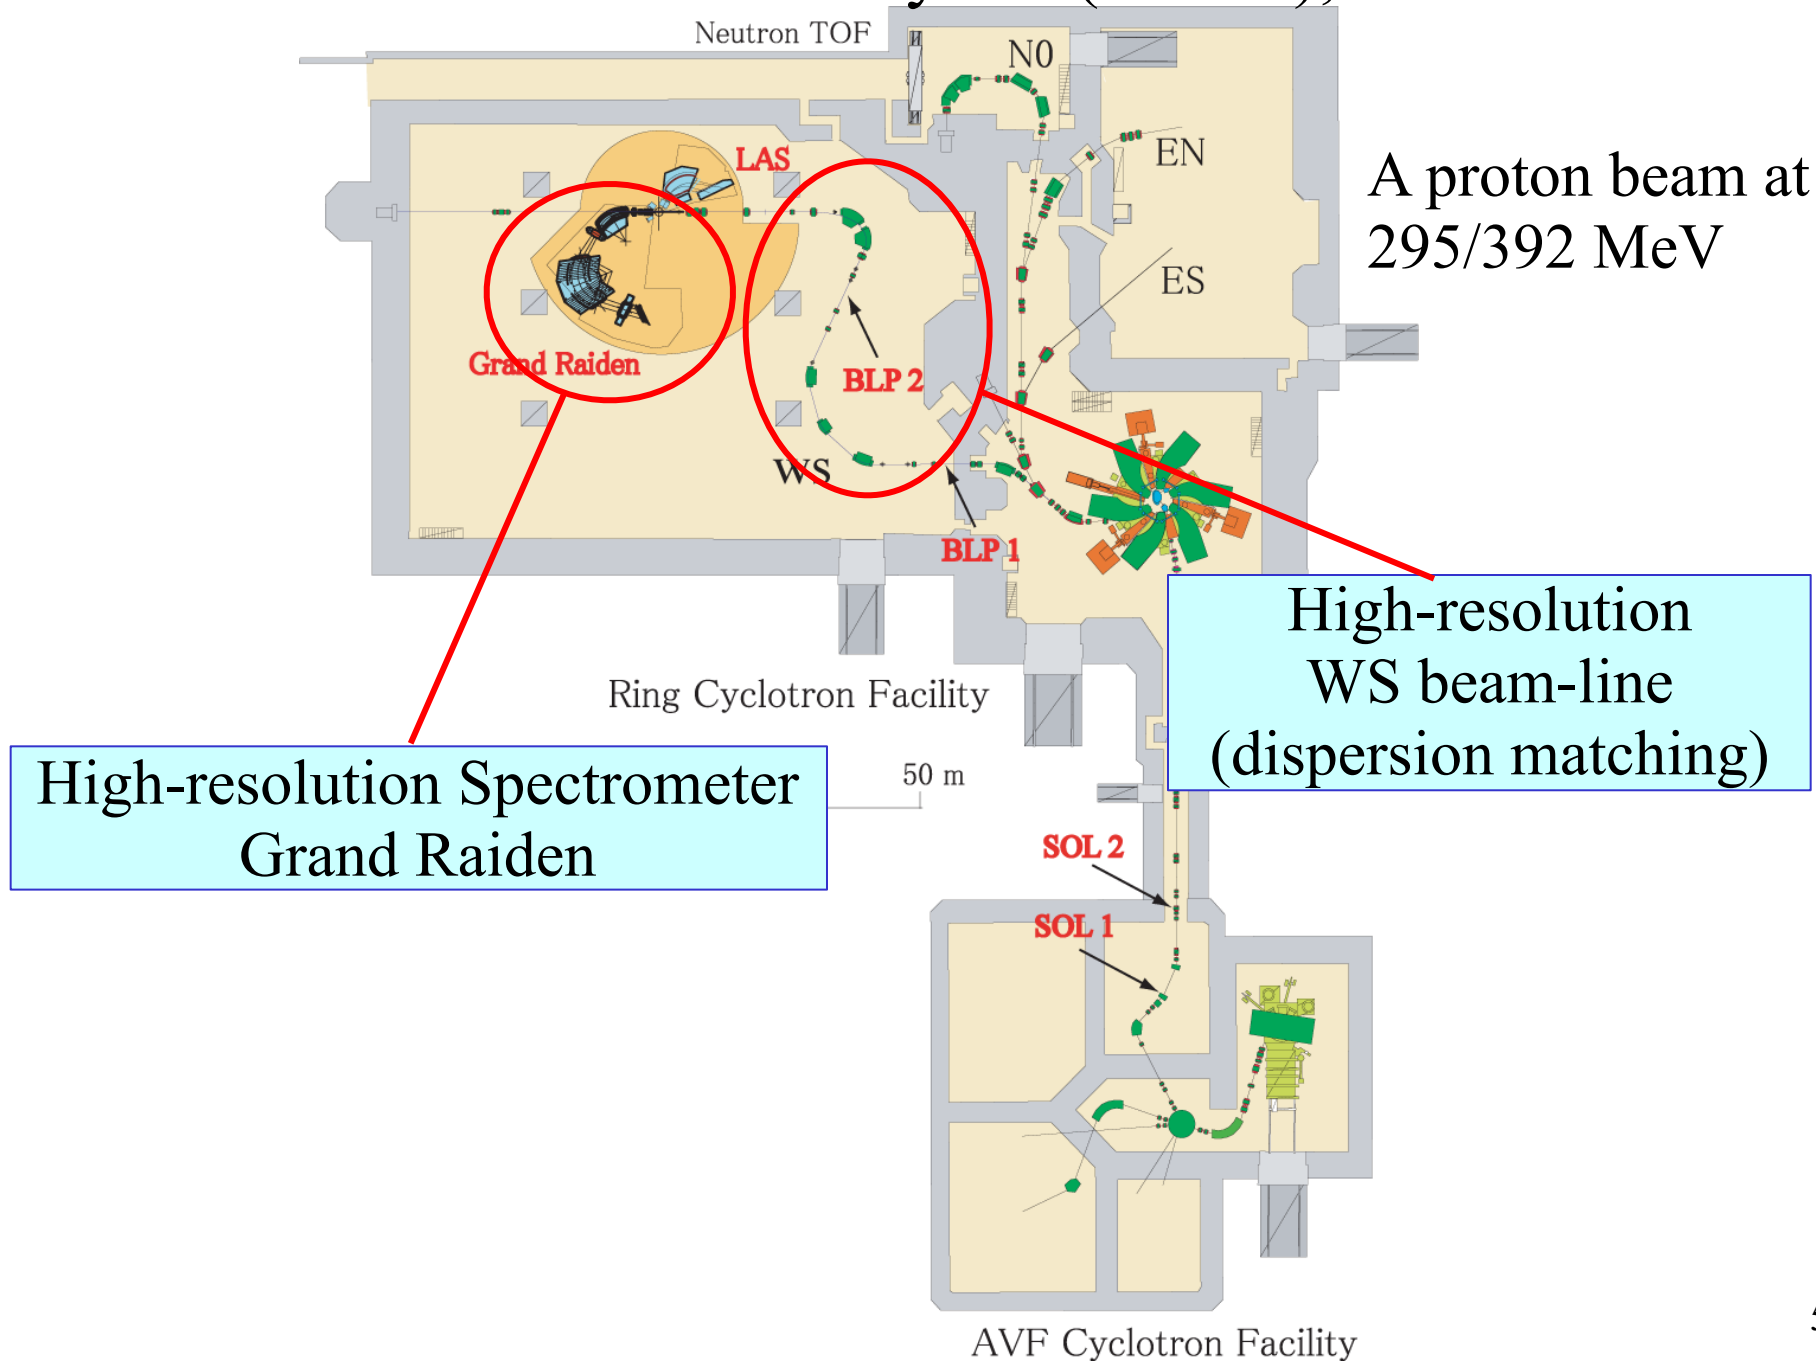 Neutron TOF
N0
LAS
EN
A proton beam at
295/392 MeV
ES
Grand Raiden
BLP 2
WS
BLP 1
High-resolution
WS beam-line
(dispersion matching)
Ring Cyclotron Facility
High-resolution Spectrometer
Grand Raiden
50 m
SOL 2
SOL 1
AVF Cyclotron Facility